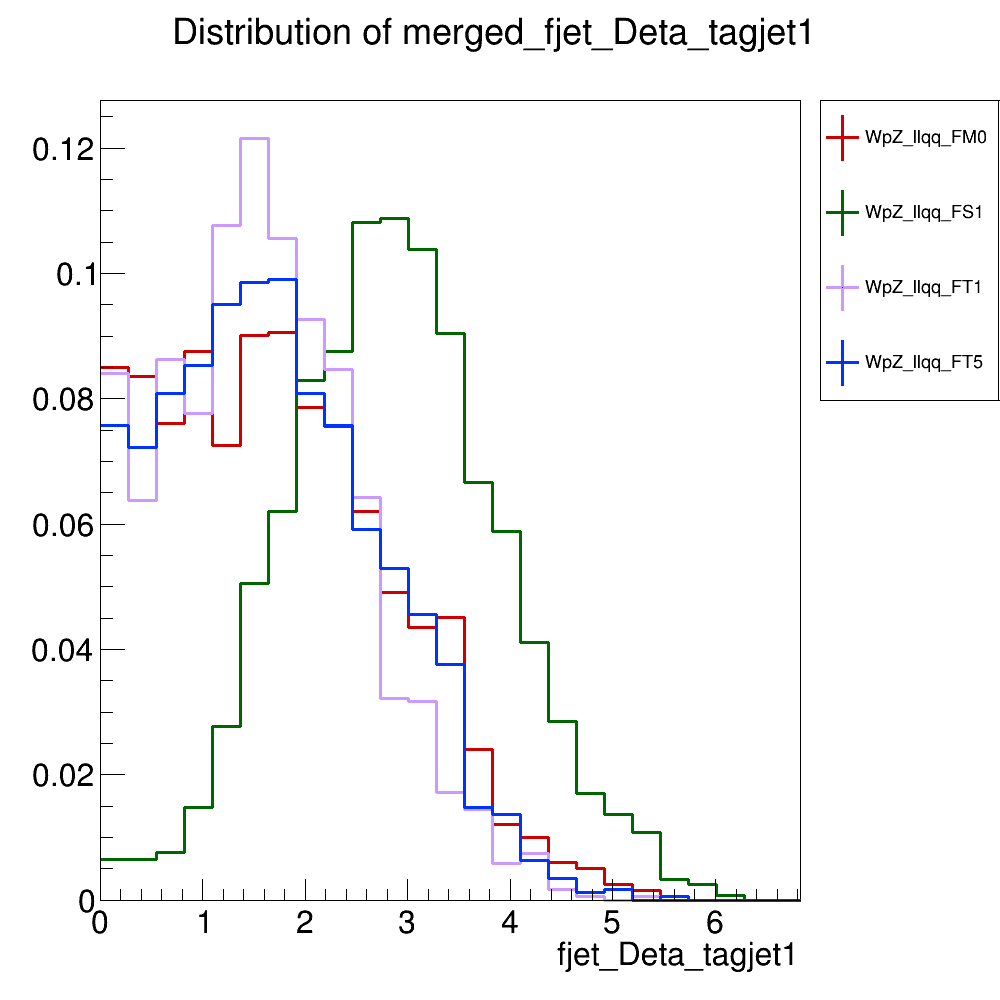 Distribution of merged_fjet_Deta_tagjet1
0.12
0.1
0.08
0.06
0.04
0.02
0
0 1 2 3 4 5 6
fjet_Deta_tagjet1
WpZ_llqq_FM0
WpZ_llqq_FS1
WpZ_llqq_FT1
WpZ_llqq_FT5